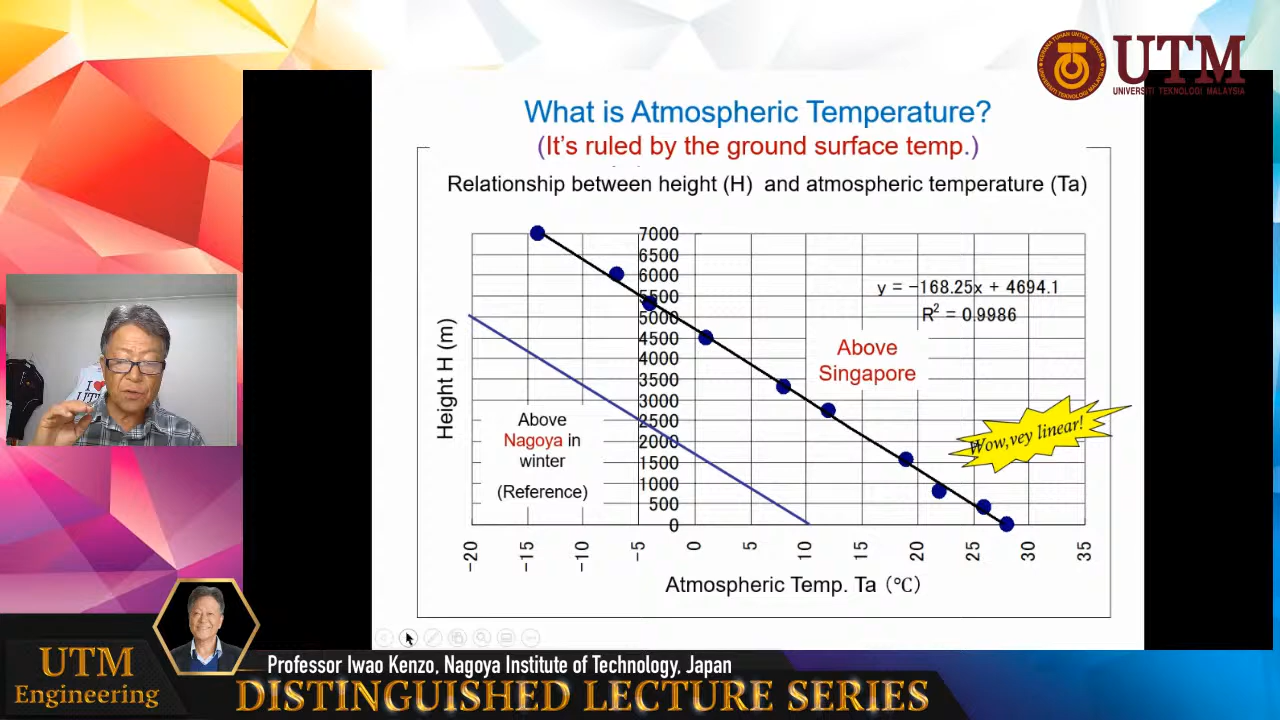 UTM
UNIVERSITI TEKNOLOGI MALAYSIA
What is Atmospheric Temperature?
(It's ruled by the ground surface temp.)
Relationship between height (H) and atmospheric temperature (Ta)
7000
6500
6000
5500
5000
4500
4000
3500
3000
2500
2000
1500
1000
500
0
y = −168.25x + 4694.1
R² = 0.9986
Above
Singapore
Height H (m)
Wow,vey linear!
Above
Nagoya in
winter
(Reference)
-20 -15 -10 -5 0 5 10 15 20 25 30 35
Atmospheric Temp. Ta (℃)
I
UTM
Engineering
Professor Iwao Kenzo, Nagoya Institute of Technology, Japan
DISTINGUISHED LECTURE SERIES